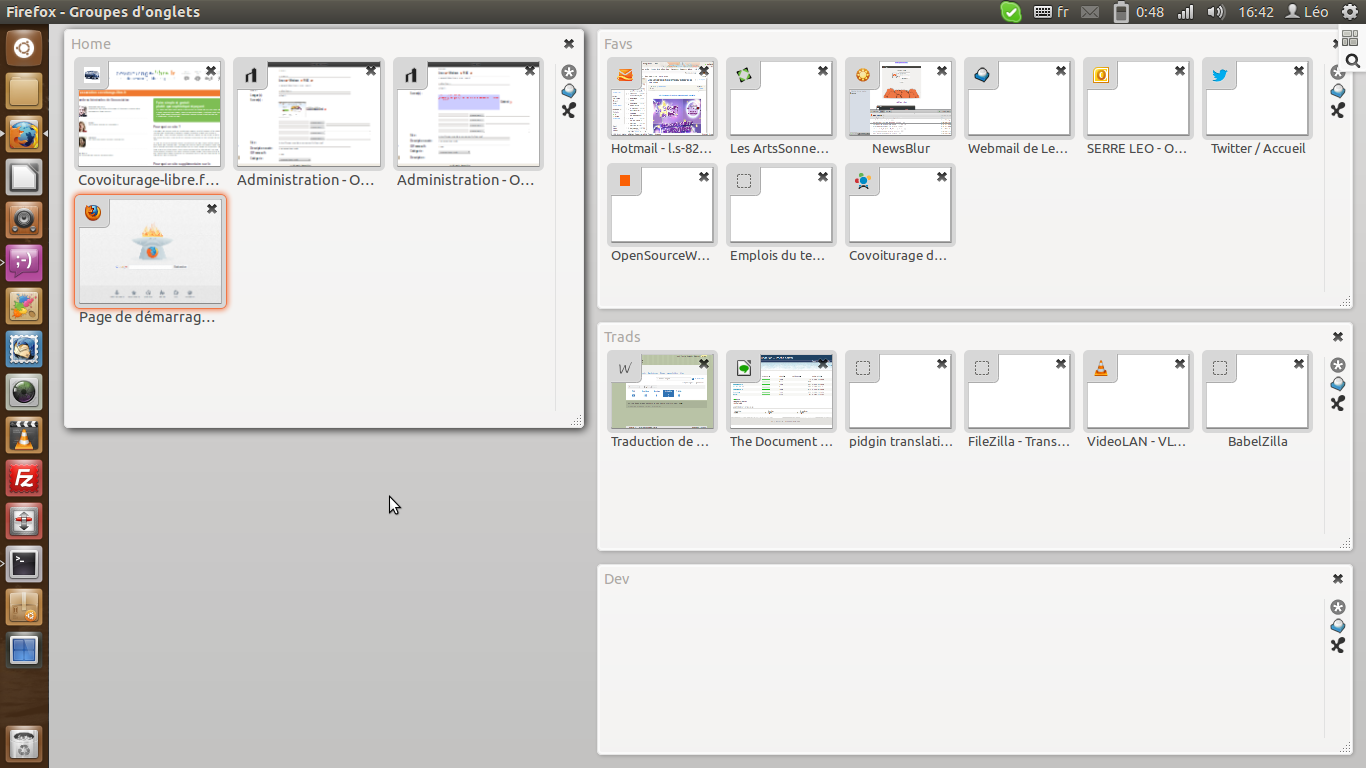 Firefox - Groupes d'onglets
fr
0:48
16:42
Léo
Home
Covoiturage-libre.f...
Administration - O...
Administration - O...
Page de démarrag...
Favs
Hotmail - l.s-82...
Les ArtsSonne...
NewsBlur
Webmail de Le...
SERRE LEO - O...
Twitter / Accueil
OpenSourceW...
Emplois du te...
Covoiturage d...
Trads
Traduction de ...
The Document ...
pidgin translati...
FileZilla - Trans...
VideoLAN - VL...
BabelZilla
Dev